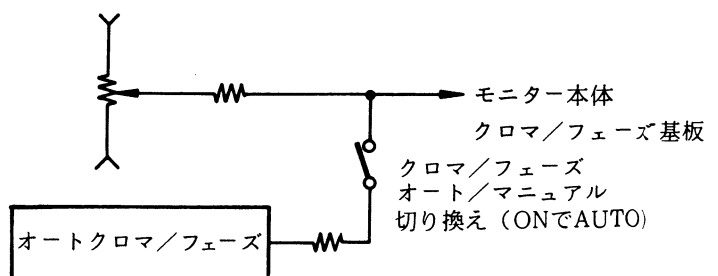 モニター本体
クロマ/フェーズ基板
クロマ/フェーズ
オート/マニュアル
切り換え(ONでAUTO)
オートクロマ/フェーズ